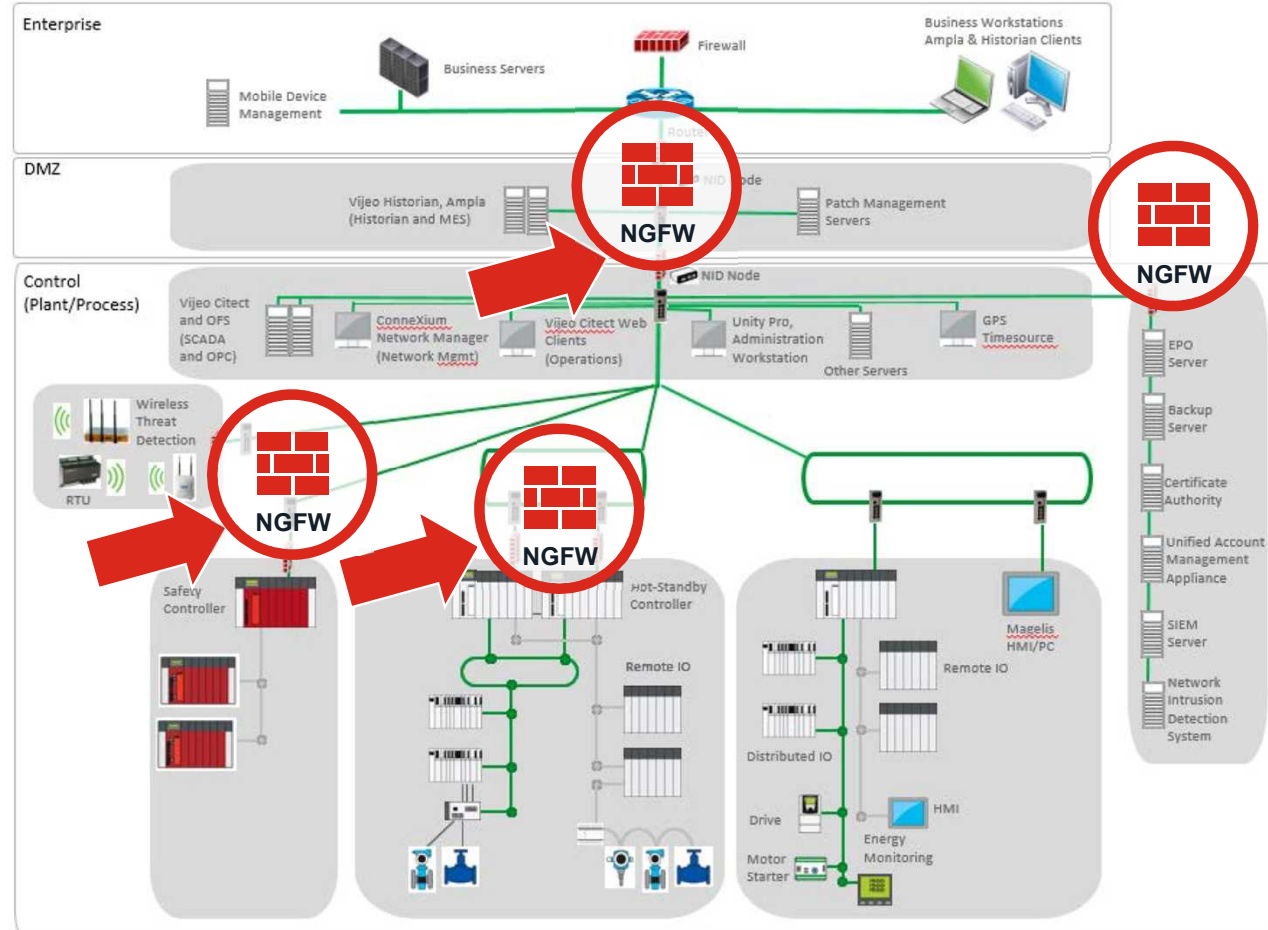 Enterprise
Business Servers
Mobile Device
Management
Firewall
Business Workstations
Ampla & Historian Clients
Router
DMZ
Vijeo Historian, Ampla
(Historian and MES)
NID Node
NGFW
Patch Management
Servers
NGFW
Control
(Plant/Process)
NID Node
Vijeo Citect
and OFS
(SCADA
and OPC)
ConneXium
Network Manager
(Network Mgmt)
Vijeo Citect Web
Clients
(Operations)
Unity Pro,
Administration
Workstation
Other Servers
GPS
Timesource
EPO
Server
Backup
Server
Certificate
Authority
Unified Account
Management
Appliance
SIEM
Server
Network
Intrusion
Detection
System
Wireless
Threat
Detection
RTU
NGFW
NGFW
Safety
Controller
Hot-Standby
Controller
Remote IO
Magelis
HMI/PC
Remote IO
Distributed IO
Drive
HMI
Energy
Monitoring
Motor
Starter